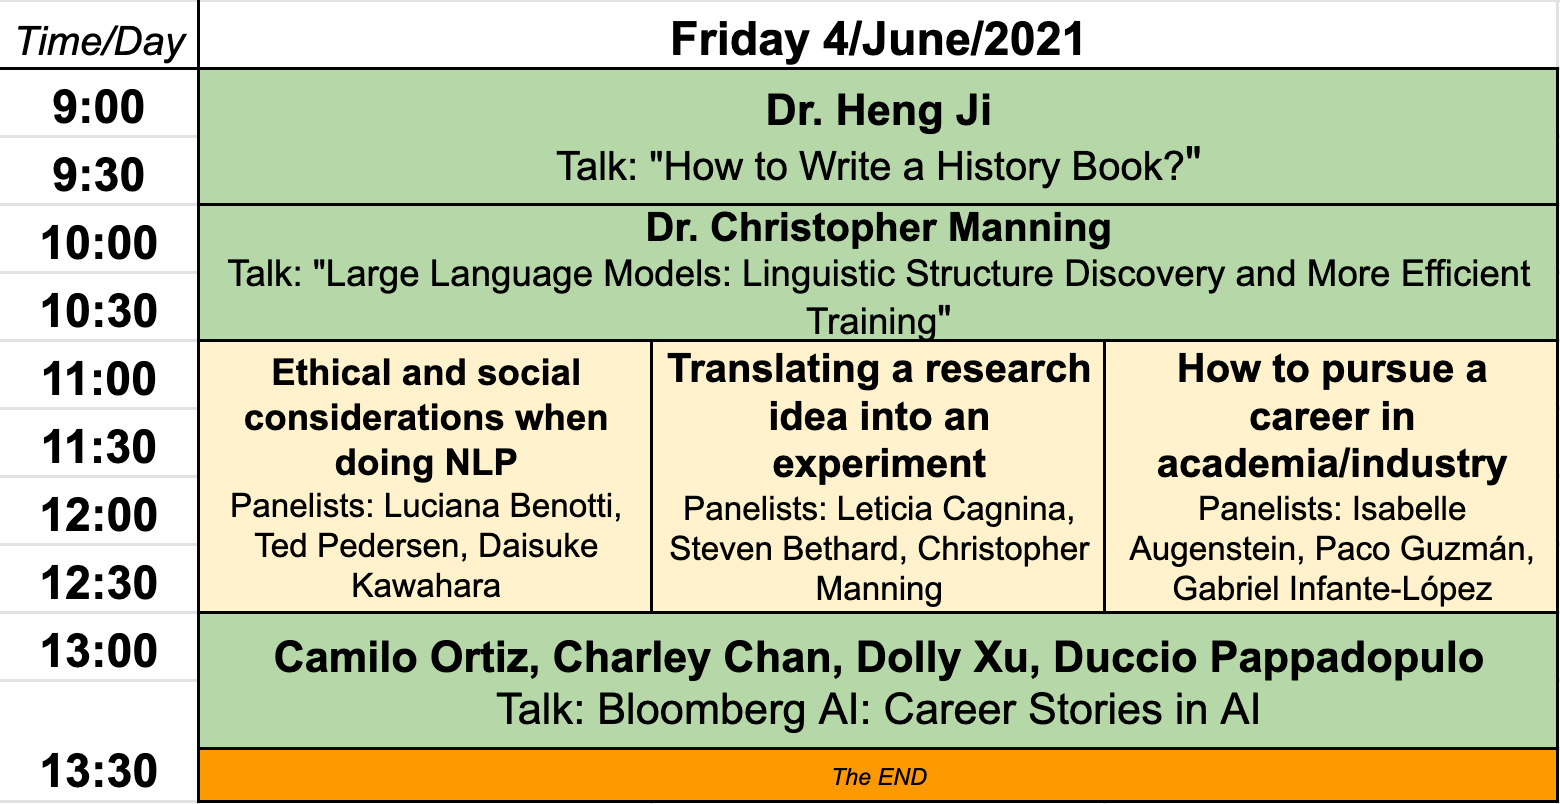 Time/Day
Friday 4/June/2021
9:00
9:30
Dr. Heng Ji
Talk: "How to Write a History Book?"
10:00
10:30
Dr. Christopher Manning
Talk: "Large Language Models: Linguistic Structure Discovery and More Efficient
Training"
11:00
11:30
12:00
12:30
Ethical and social
considerations when
doing NLP
Panelists: Luciana Benotti,
Ted Pedersen, Daisuke
Kawahara
Translating a research
idea into an
experiment
Panelists: Leticia Cagnina,
Steven Bethard, Christopher
Manning
How to pursue a
career in
academia/industry
Panelists: Isabelle
Augenstein, Paco Guzmán,
Gabriel Infante-López
13:00
Camilo Ortiz, Charley Chan, Dolly Xu, Duccio Pappadopulo
Talk: Bloomberg AI: Career Stories in AI
13:30
The END